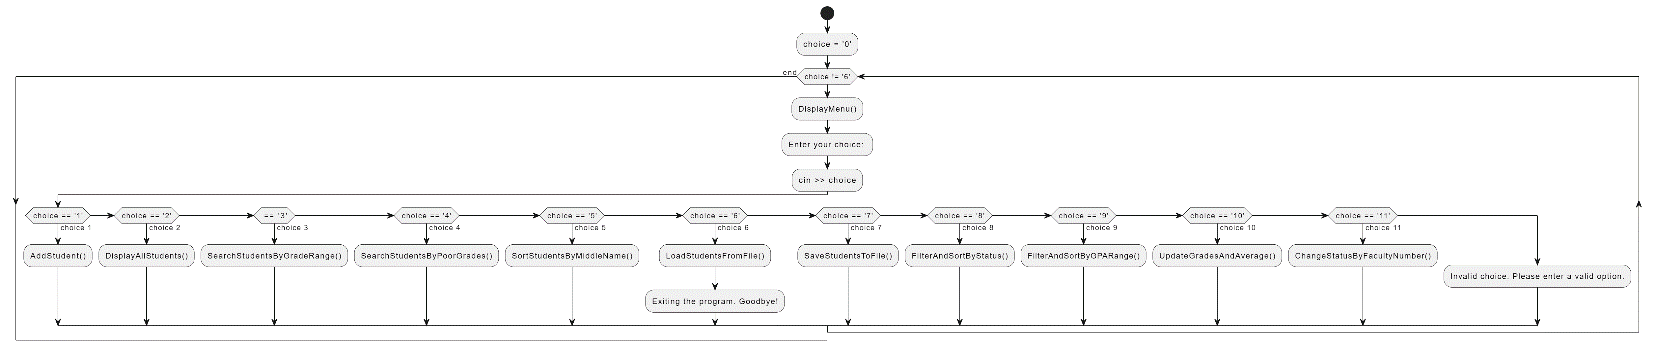 choice = '0'
end
choice != '6'
DisplayMenu()
Enter your choice:
cin >> choice
choice == '1'
choice == '2'
== '3'
choice == '4'
choice == '5'
choice == '6'
choice == '7'
choice == '8'
choice == '9'
choice == '10'
choice == '11'
choice 1
choice 2
choice 3
choice 4
choice 5
choice 6
choice 7
choice 8
choice 9
choice 10
choice 11
AddStudent()
DisplayAllStudents()
SearchStudentsByGradeRange()
SearchStudentsByPoorGrades()
SortStudentsByMiddleName()
LoadStudentsFromFile()
SaveStudentsToFile()
FilterAndSortByStatus()
FilterAndSortByGPARange()
UpdateGradesAndAverage()
ChangeStatusByFacultyNumber()
Invalid choice. Please enter a valid option.
Exiting the program. Goodbye!